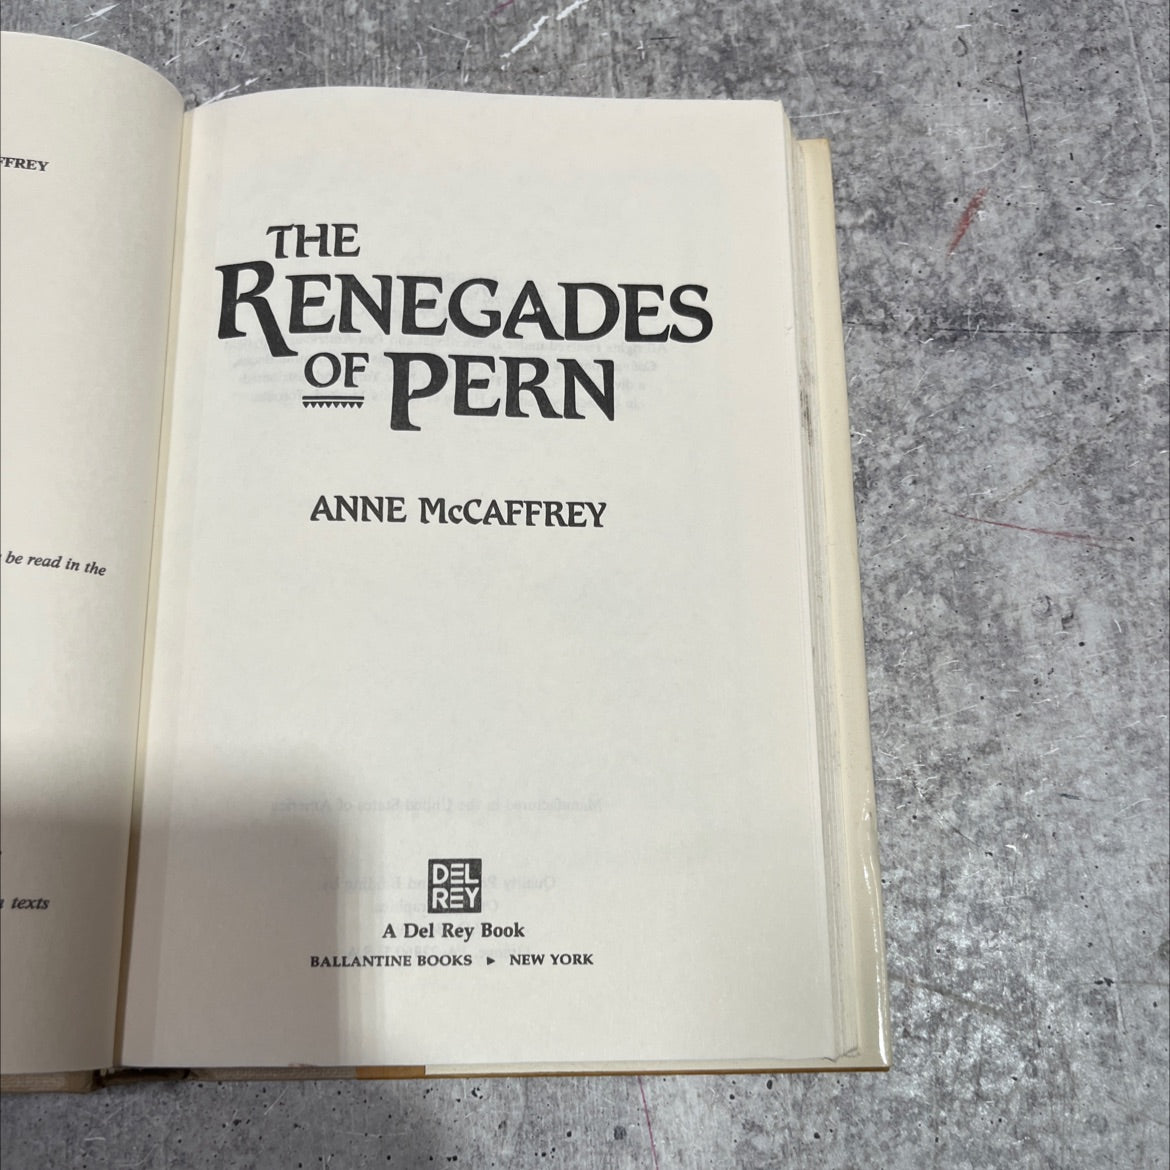 be read in the
texts
THE
RENEGADES
OF PERN
ANNE McCAFFREY
DEL
REY
A Del Rey Book
BALLANTINE BOOKS ▸ NEW YORK